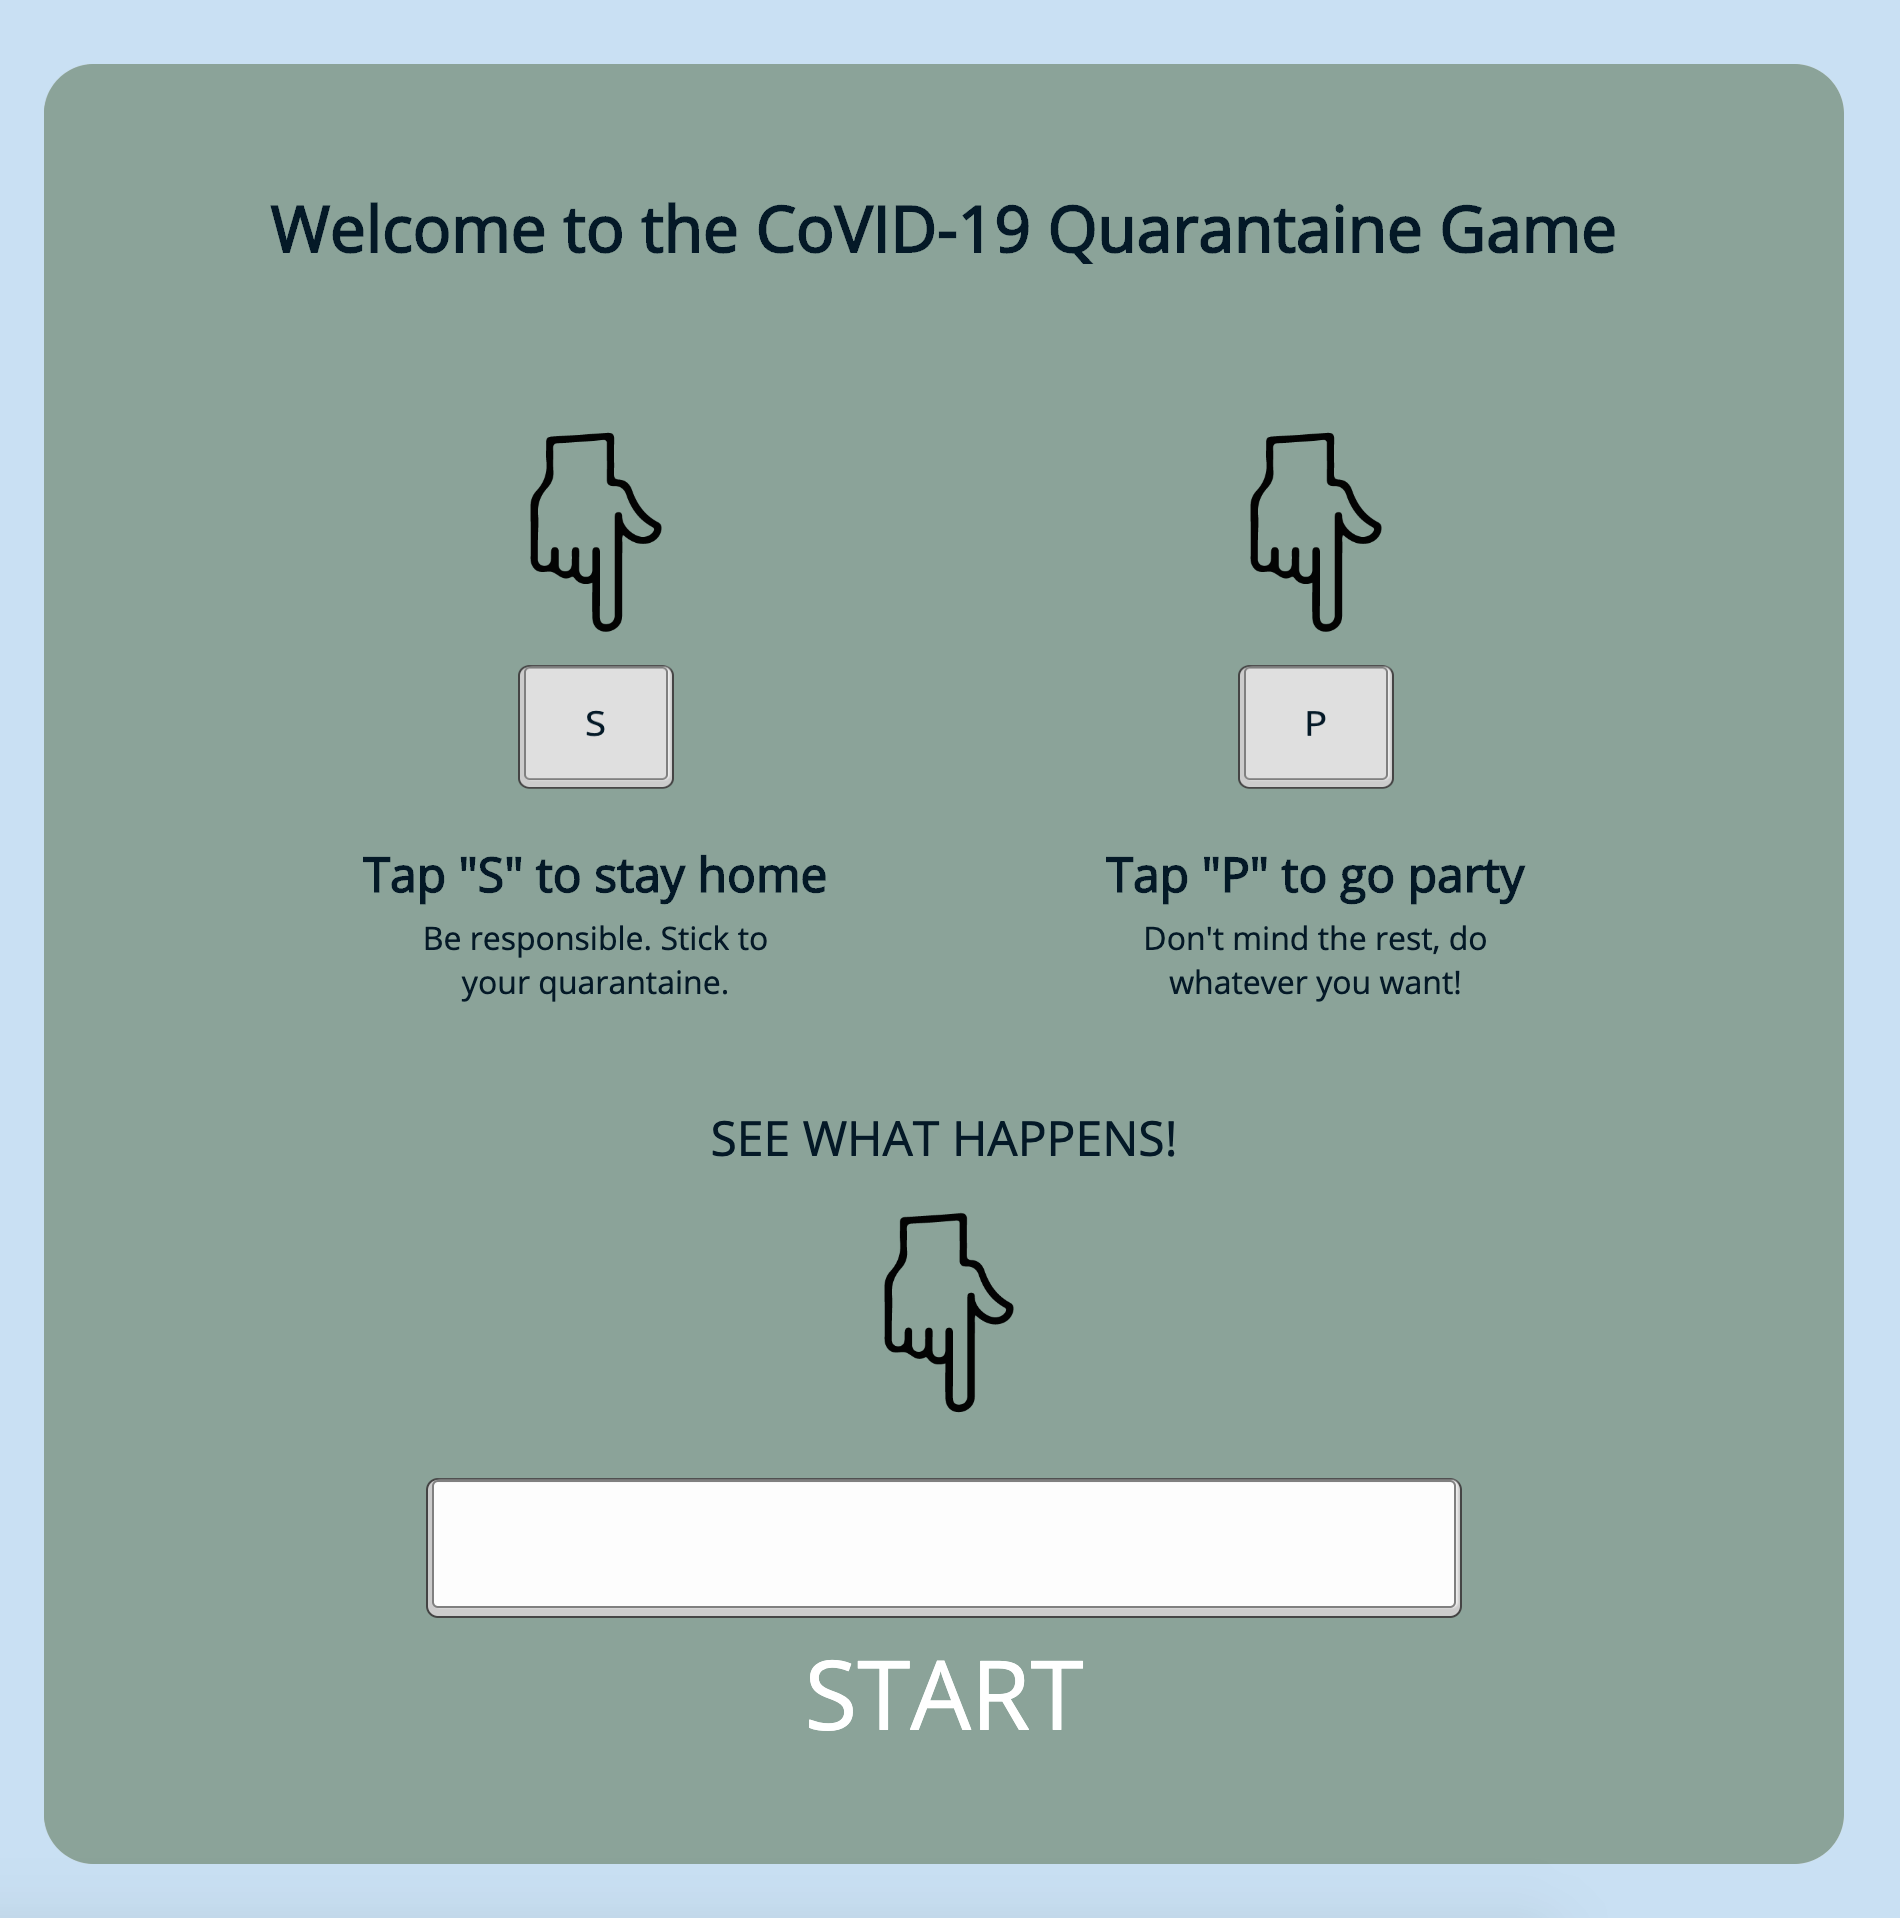 Welcome to the CoVID-19 Quarantaine Game
S
P
Tap "S" to stay home
Be responsible. Stick to
your quarantaine.
Tap "P" to go party
Don't mind the rest, do
whatever you want!
SEE WHAT HAPPENS!
START